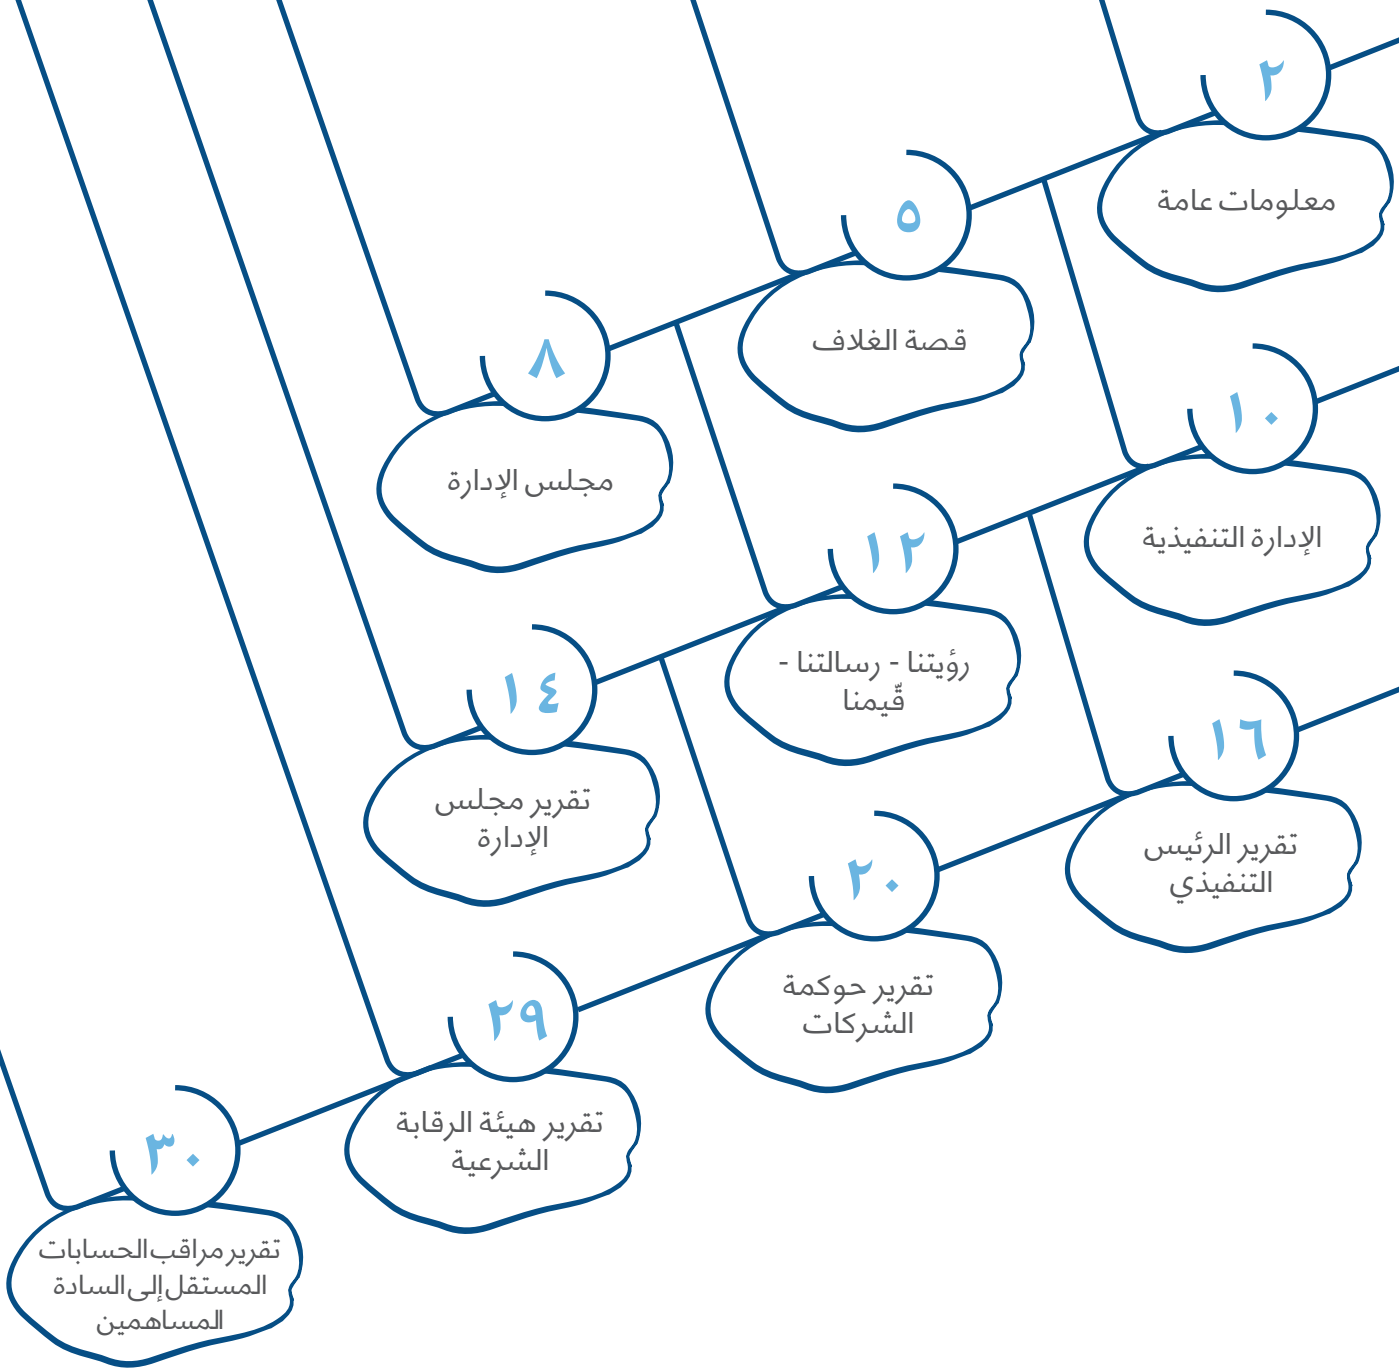 ٢
معلومات عامة
٥
قصة الغلاف
٨
مجلس الإدارة
١٠
الإدارة التنفيذية
١٢
رؤيتنا - رسالتنا -
قّيمنا
١٤
تقرير مجلس
الإدارة
١٦
تقرير الرئيس
التنفيذي
٢٠
تقرير حوكمة
الشركات
٢٩
تقرير هيئة الرقابة
الشرعية
٣٠
تقرير مراقب الحسابات
المستقل إلى السادة
المساهمين